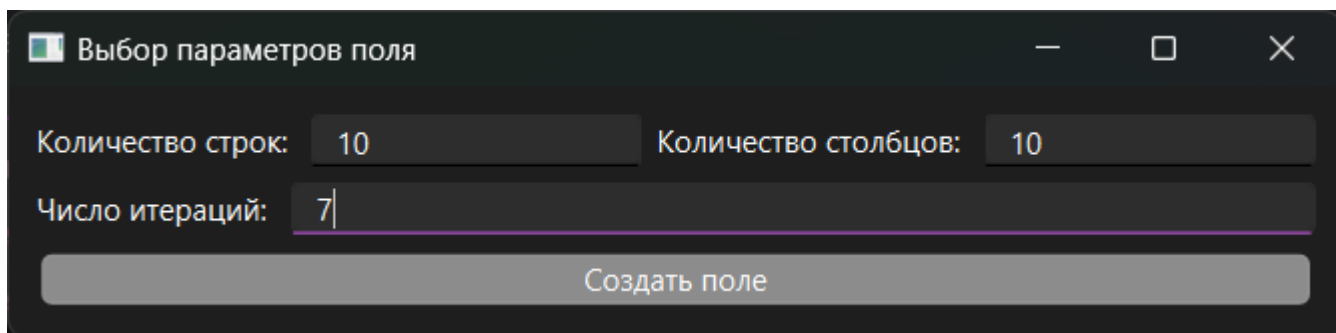 Выбор параметров поля
Количество строк: 10 Количество столбцов: 10
Число итераций: 7
Создать поле